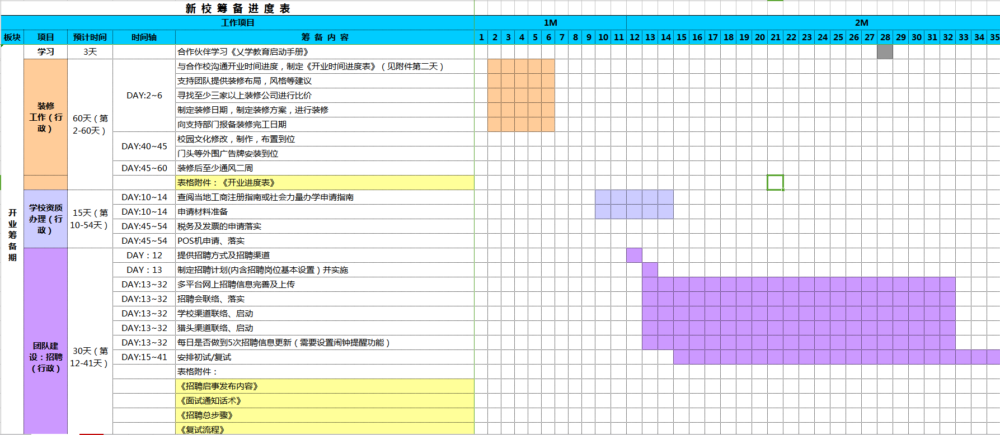 新 校 筹 备 进 度 表
工作项目 1M 2M
板块 项目 预计时间 时间轴 筹 备 内 容 1 2 3 4 5 6 7 8 9 10 11 12 13 14 15 16 17 18 19 20 21 22 23 24 25 26 27 28 29 30 31 32 33 34 35
开业筹备期
学习 3天 合作伙伴学习《乂学教育启动手册》
装修
工作（行
政）
60天（第
2-60天）
DAY:2~6
与合作校沟通开业时间进度，制定《开业时间进度表》（见附件第二天）
支持团队提供装修布局，风格等建议
寻找至少三家以上装修公司进行比价
制定装修日期，制定装修方案，进行装修
向支持部门报备装修完工日期
DAY:40~45
校园文化修改，制作，布置到位
门头等外围广告牌安装到位
DAY:45~60 装修后至少通风二周
表格附件：《开业进度表》
学校资质
办理（行
政）
15天（第
10-54天）
DAY:10~14 查阅当地工商注册指南或社会力量办学申请指南
DAY:10~14 申请材料准备
DAY:45~54 税务及发票的申请落实
DAY:45~54 POS机申请、落实
团队建
设：招聘
（行政）
30天（第
12-41天）
DAY：12 提供招聘方式及招聘渠道
DAY：13 制定招聘计划(内含招聘岗位基本设置）并实施
DAY:13~32 多平台网上招聘信息完善及上传
DAY:13~32 招聘会联络、落实
DAY:13~32 学校渠道联络、启动
DAY:13~32 猎头渠道联络、启动
DAY:13~32 每日是否做到5次招聘信息更新（需要设置闹钟提醒功能）
DAY:15~41 安排初试/复试
表格附件：
《招聘启事发布内容》
《面试通知话术》
《招聘总步骤》
《复试流程》